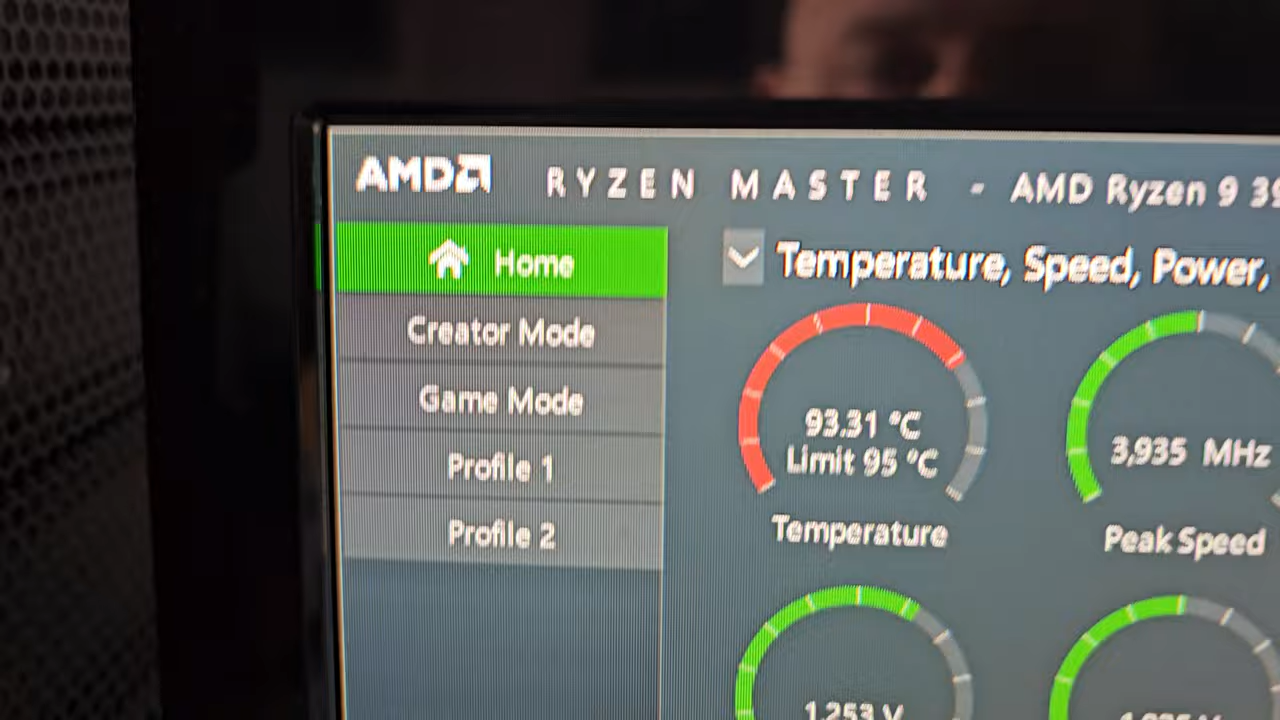 AMD RYZEN MASTER - AMD Ryzen 9 39
Home
Creator Mode
Game Mode
Profile 1
Profile 2
Temperature, Speed, Power,
93.31 °C
Limit 95 °C
Temperature
3,935 MHz
Peak Speed
1.253 V